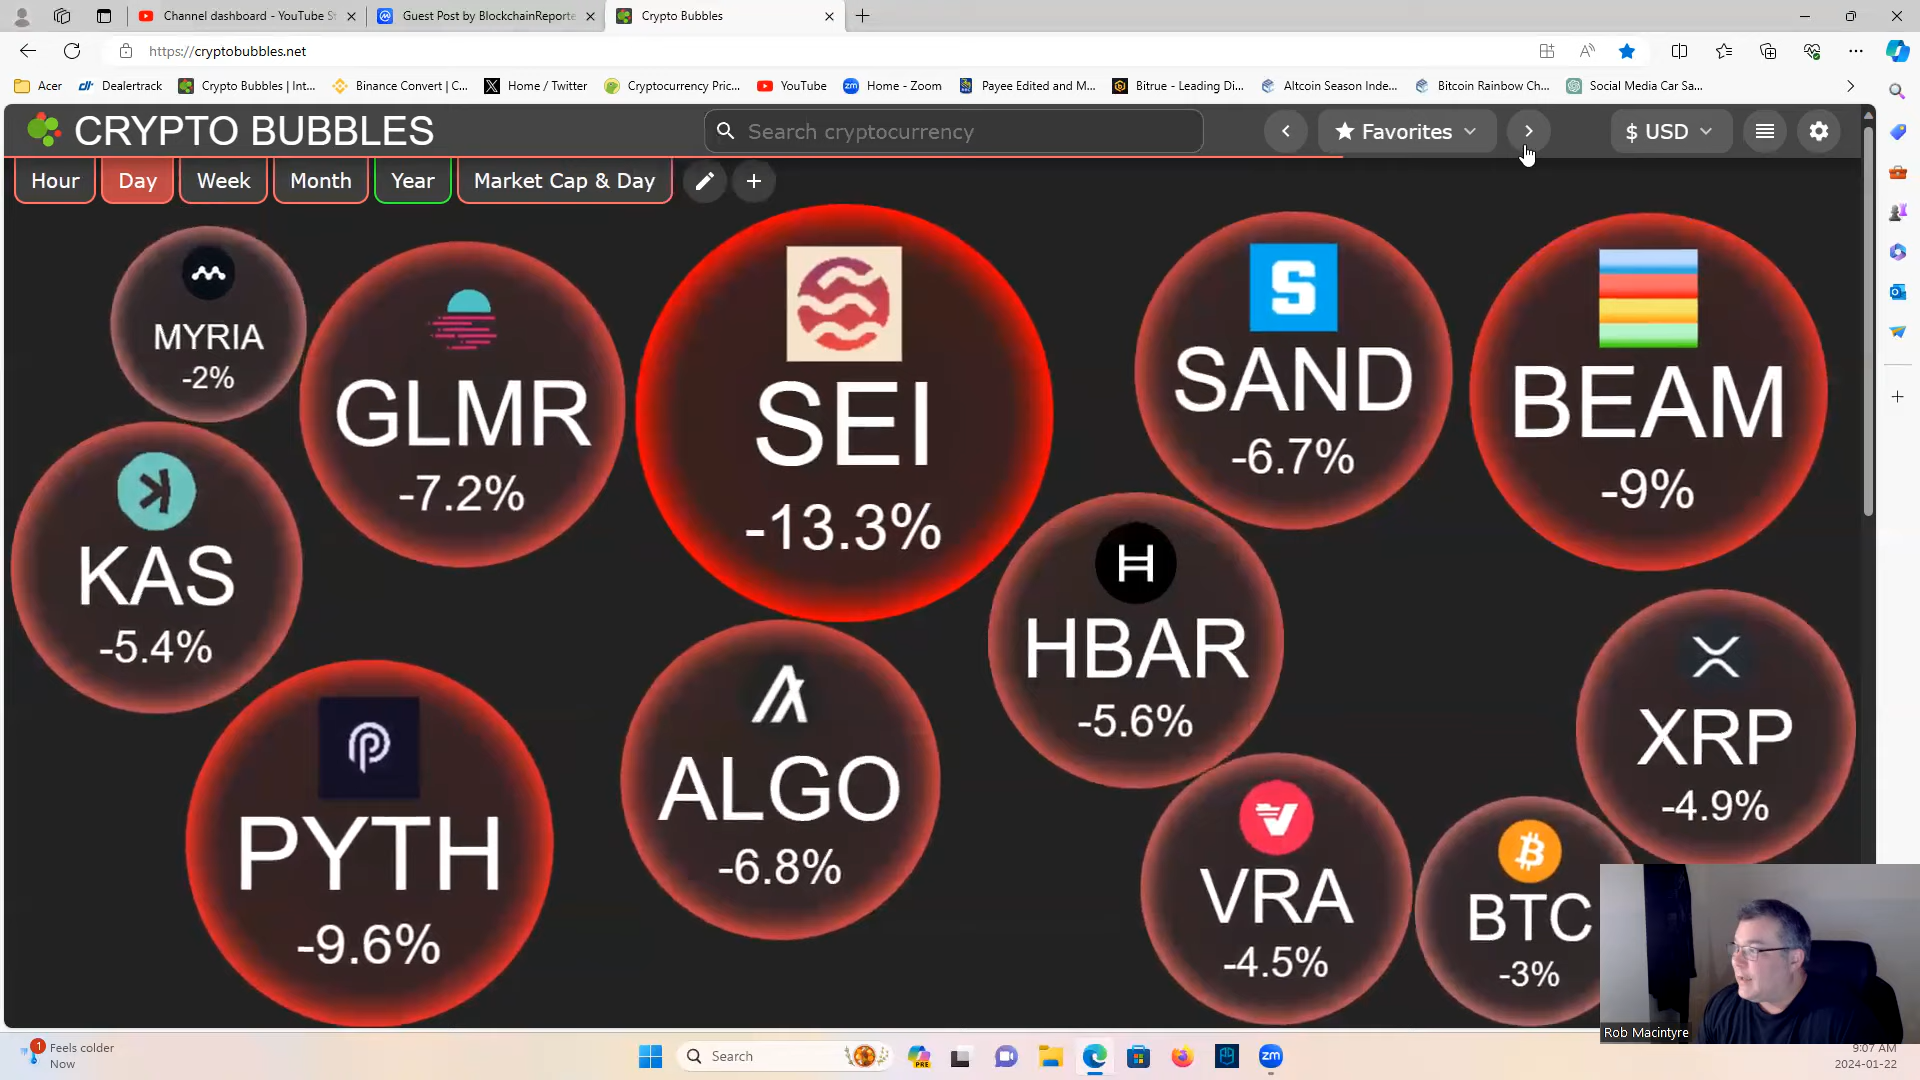 Channel dashboard - YouTube S
Guest Post by BlockchainReporte
Crypto Bubbles
https://cryptobubbles.net
Acer
Dealertrack
Crypto Bubbles | Int...
Binance Convert | C...
Home / Twitter
Cryptocurrency Pric...
YouTube
Home - Zoom
Payee Edited and M...
Bitrue - Leading Di...
Altcoin Season Inde...
Bitcoin Rainbow Ch...
Social Media Car Sa...
CRYPTO BUBBLES
Search cryptocurrency
Favorites
$ USD
Hour
Day
Week
Month
Year
Market Cap & Day
MYRIA
-2%
GLMR
-7.2%
SEI
-13.3%
SAND
-6.7%
BEAM
-9%
KAS
-5.4%
HBAR
-5.6%
XRP
-4.9%
PYTH
-9.6%
ALGO
-6.8%
VRA
-4.5%
BTC
-3%
Rob Macintyre
1
Feels colder
Now
Search
PRE
zm
9:07 AM
2024-01-22